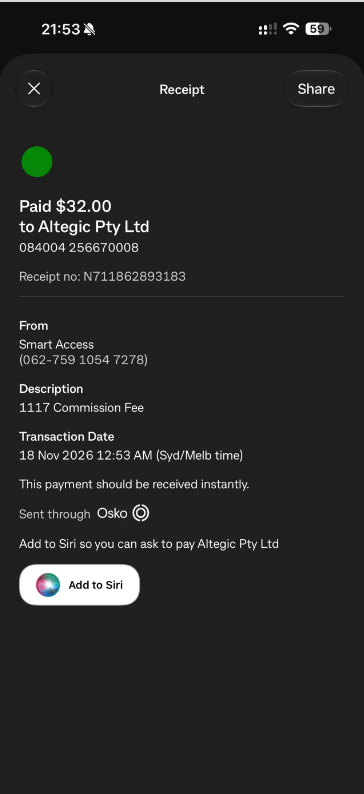 21:53
59
Receipt
Share
Paid $32.00
to Altegic Pty Ltd
084004 256670008
Receipt no: N711862893183
From
Smart Access
(062-759 1054 7278)
Description
1117 Commission Fee
Transaction Date
18 Nov 2026 12:53 AM (Syd/Melb time)
This payment should be received instantly.
Sent through Osko
Add to Siri so you can ask to pay Altegic Pty Ltd
Add to Siri